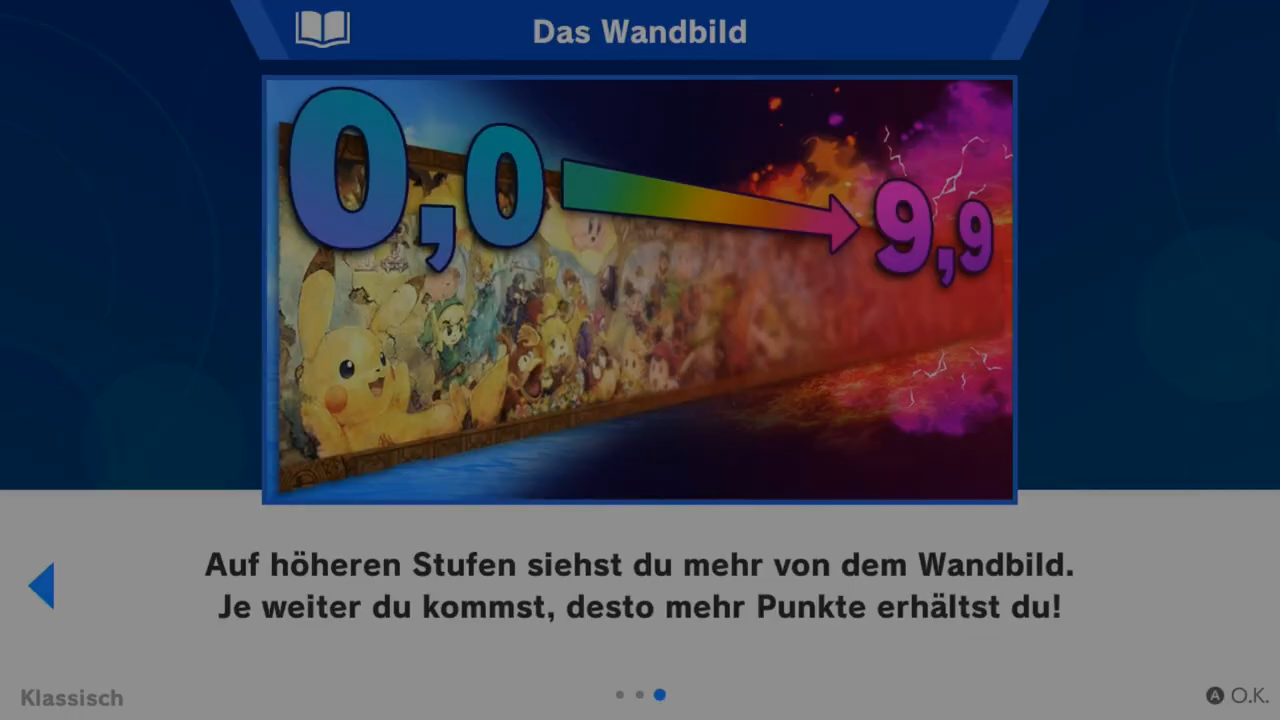 Das Wandbild
0,0
9,9
Auf höheren Stufen siehst du mehr von dem Wandbild.
Je weiter du kommst, desto mehr Punkte erhältst du!
Klassisch
A O.K.